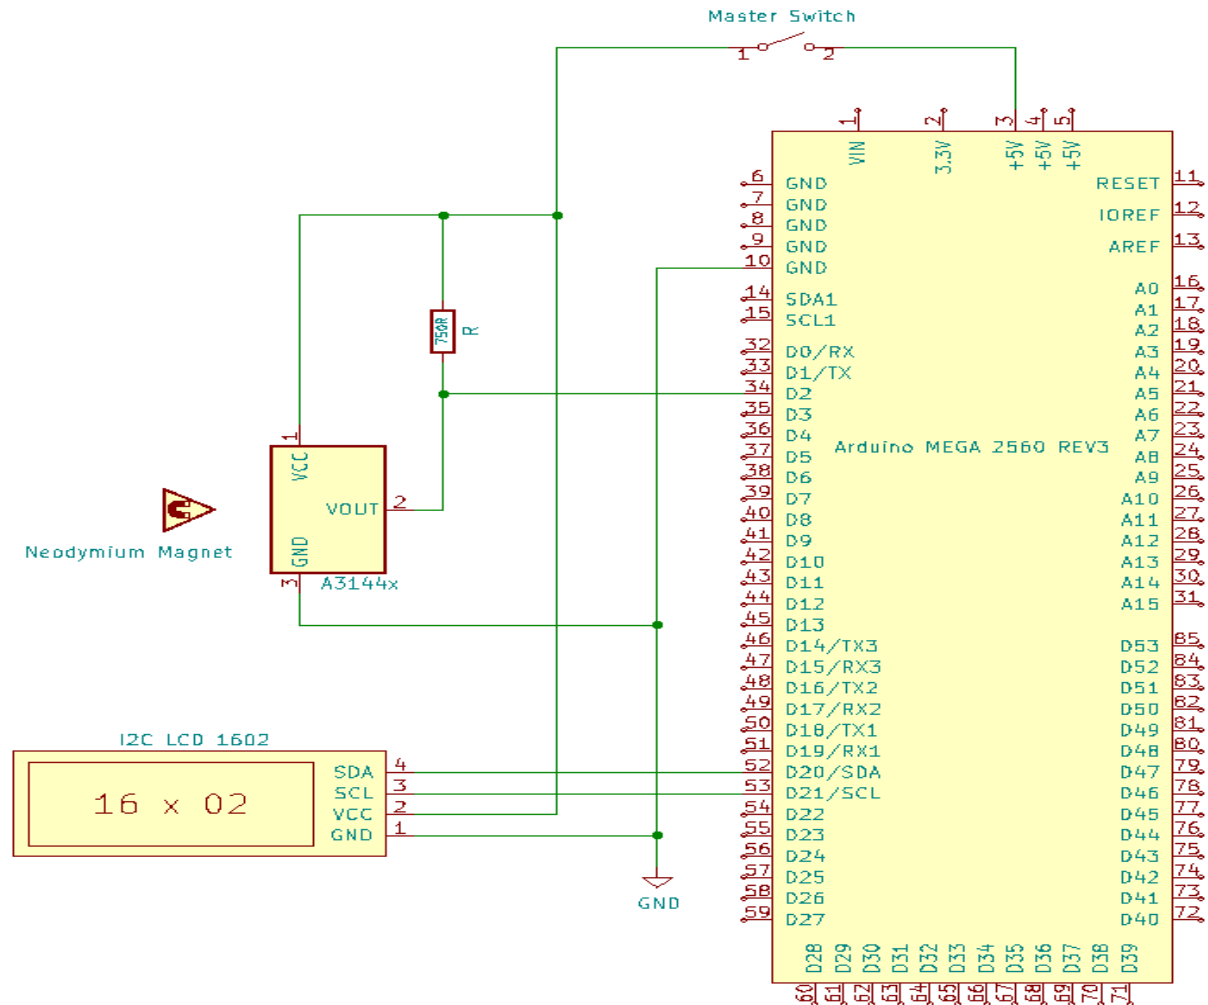 Master Switch
1 2
1 2 3 4 5
VIN 3.3V +5V +5V +5V
6 GND RESET 11
7 GND
8 GND IOREF 12
9 GND AREF 13
10 GND
14 SDA1 A0 16
15 SCL1 A1 17
A2 18
32 D0/RX A3 19
33 D1/TX A4 20
34 D2 A5 21
35 D3 A6 22
36 D4 A7 23
37 D5 A8 24
38 D6 A9 25
39 D7 A10 26
40 D8 A11 27
41 D9 A12 28
42 D10 A13 29
43 D11 A14 30
44 D12 A15 31
45 D13
46 D14/TX3 D53 85
47 D15/RX3 D52 84
48 D16/TX2 D51 83
49 D17/RX2 D50 82
50 D18/TX1 D49 81
51 D19/RX1 D48 80
52 D20/SDA D47 79
53 D21/SCL D46 78
54 D22 D45 77
55 D23 D44 76
56 D24 D43 75
57 D25 D42 74
58 D26 D41 73
59 D27 D40 72
D28 D29 D30 D31 D32 D33 D34 D35 D36 D37 D38 D39
60 61 62 63 64 65 66 67 68 69 70 71
Arduino MEGA 2560 REV3
750R
R
1
VCC
VOUT 2
GND
3
A3144x
Neodymium Magnet
I2C LCD 1602
16 x 02
SDA 4
SCL 3
VCC 2
GND 1
GND